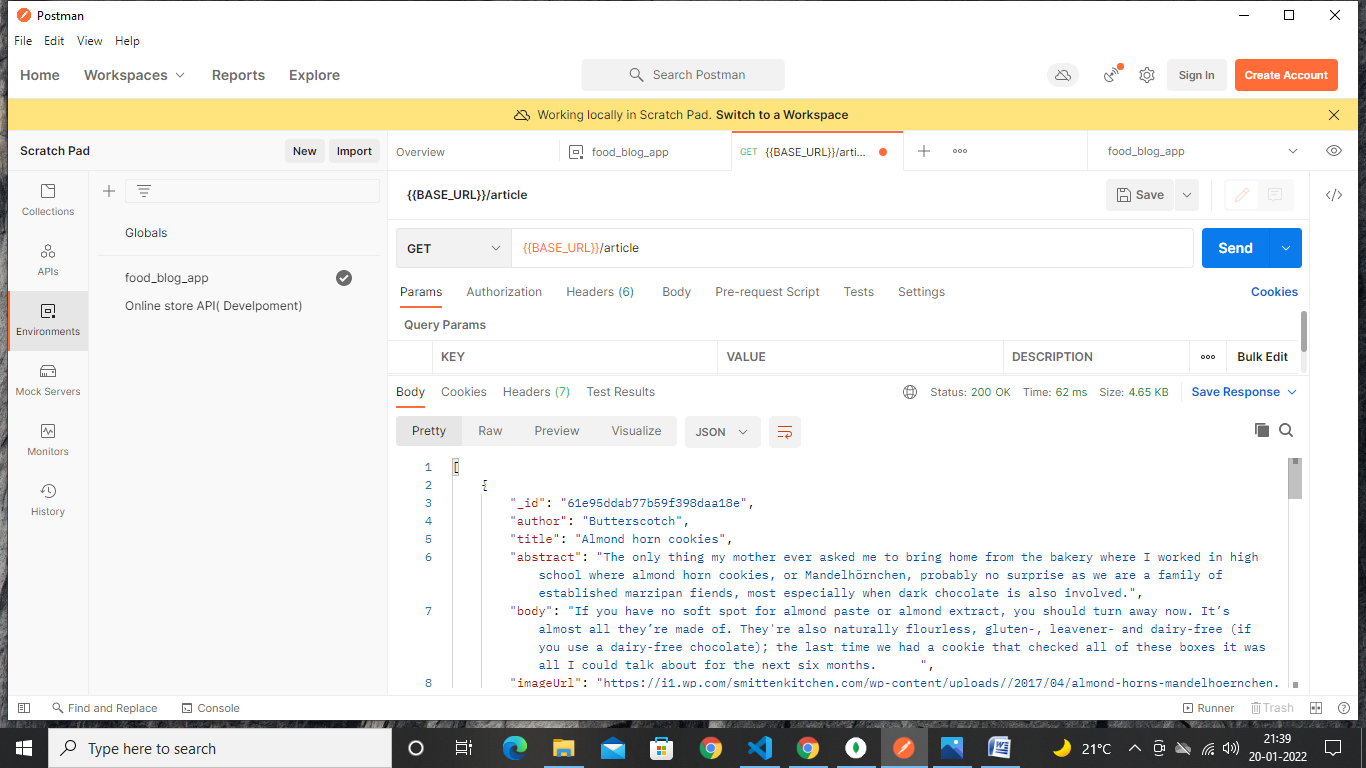 Postman
File Edit View Help
Home Workspaces Reports Explore Search Postman Sign In Create Account
Working locally in Scratch Pad. Switch to a Workspace
Scratch Pad New Import Overview food_blog_app GET {{BASE_URL}}/arti... food_blog_app
Collections
Globals
APIs
food_blog_app
Online store API( Develpoment)
Environments
Mock Servers
Monitors
History
{{BASE_URL}}/article Save
GET {{BASE_URL}}/article Send
Params Authorization Headers (6) Body Pre-request Script Tests Settings Cookies
Query Params
KEY VALUE DESCRIPTION Bulk Edit
Body Cookies Headers (7) Test Results Status: 200 OK Time: 62 ms Size: 4.65 KB Save Response
Pretty Raw Preview Visualize JSON
1 [
2 {
3 "_id": "61e95ddab77b59f398daa18e",
4 "author": "Butterscotch",
5 "title": "Almond horn cookies",
6 "abstract": "The only thing my mother ever asked me to bring home from the bakery where I worked in high
school where almond horn cookies, or Mandelhörnchen, probably no surprise as we are a family of
established marzipan fiends, most especially when dark chocolate is also involved.",
7 "body": "If you have no soft spot for almond paste or almond extract, you should turn away now. It’s
almost all they’re made of. They're also naturally flourless, gluten-, leavener- and dairy-free (if
you use a dairy-free chocolate); the last time we had a cookie that checked all of these boxes it was
all I could talk about for the next six months. ",
8 "imageUrl": "https://i1.wp.com/smittenkitchen.com/wp-content/uploads//2017/04/almond-horns-mandelhoernchen.
Find and Replace Console Runner Trash
Type here to search 21°C 21:39
20-01-2022